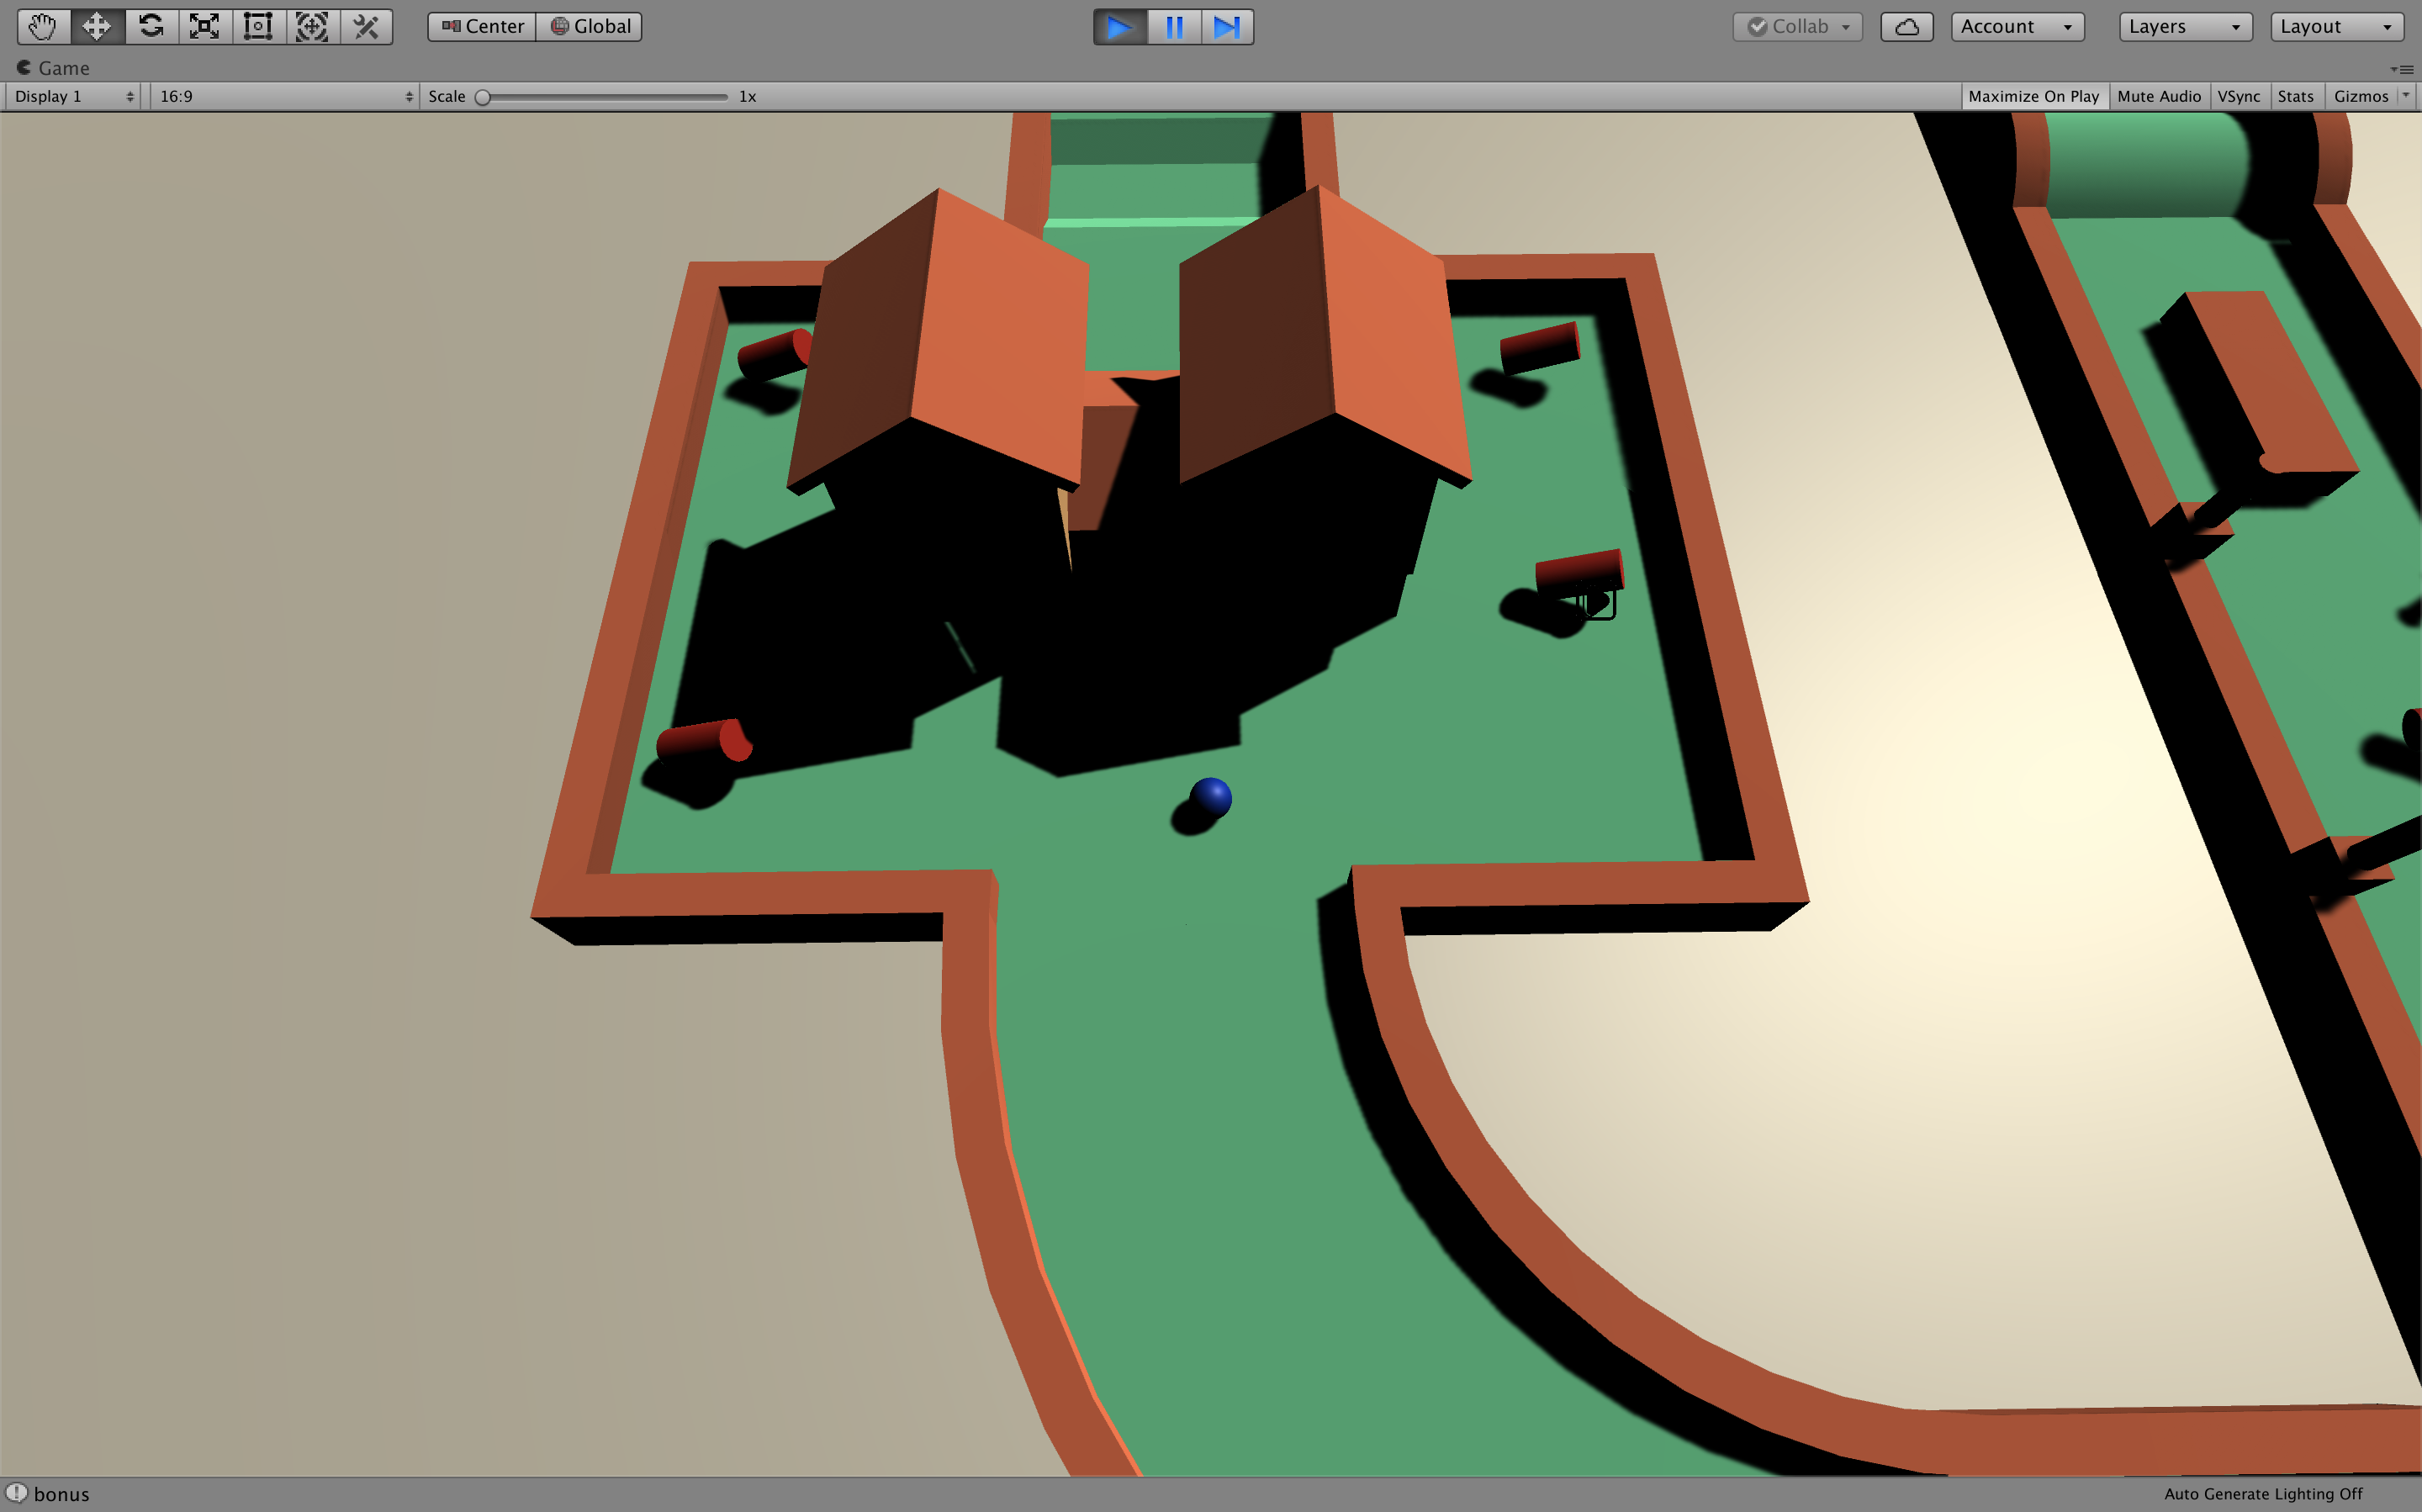 Center Global Collab Account Layers Layout
Game
Display 1 16:9 Scale 1x Maximize On Play Mute Audio VSync Stats Gizmos
bonus Auto Generate Lighting Off